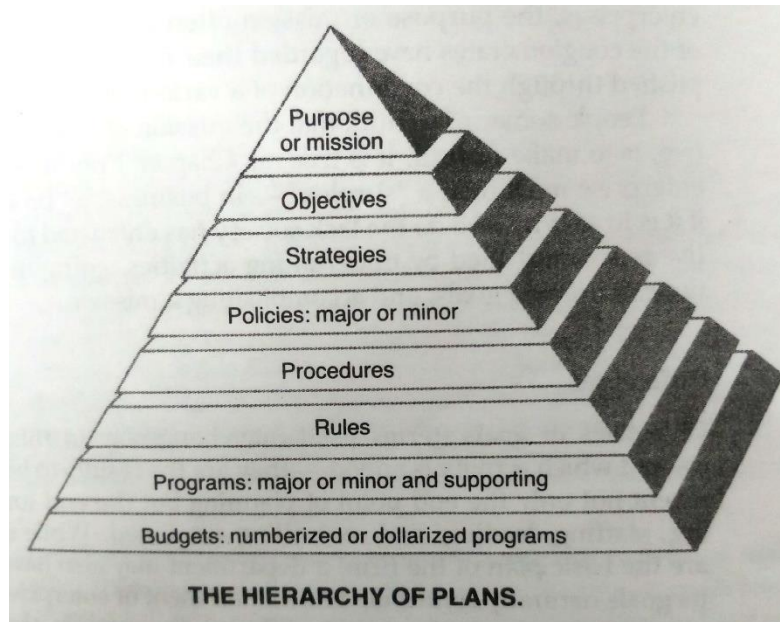 Purpose
or mission
Objectives
Strategies
Policies: major or minor
Procedures
Rules
Programs: major or minor and supporting
Budgets: numberized or dollarized programs
THE HIERARCHY OF PLANS.